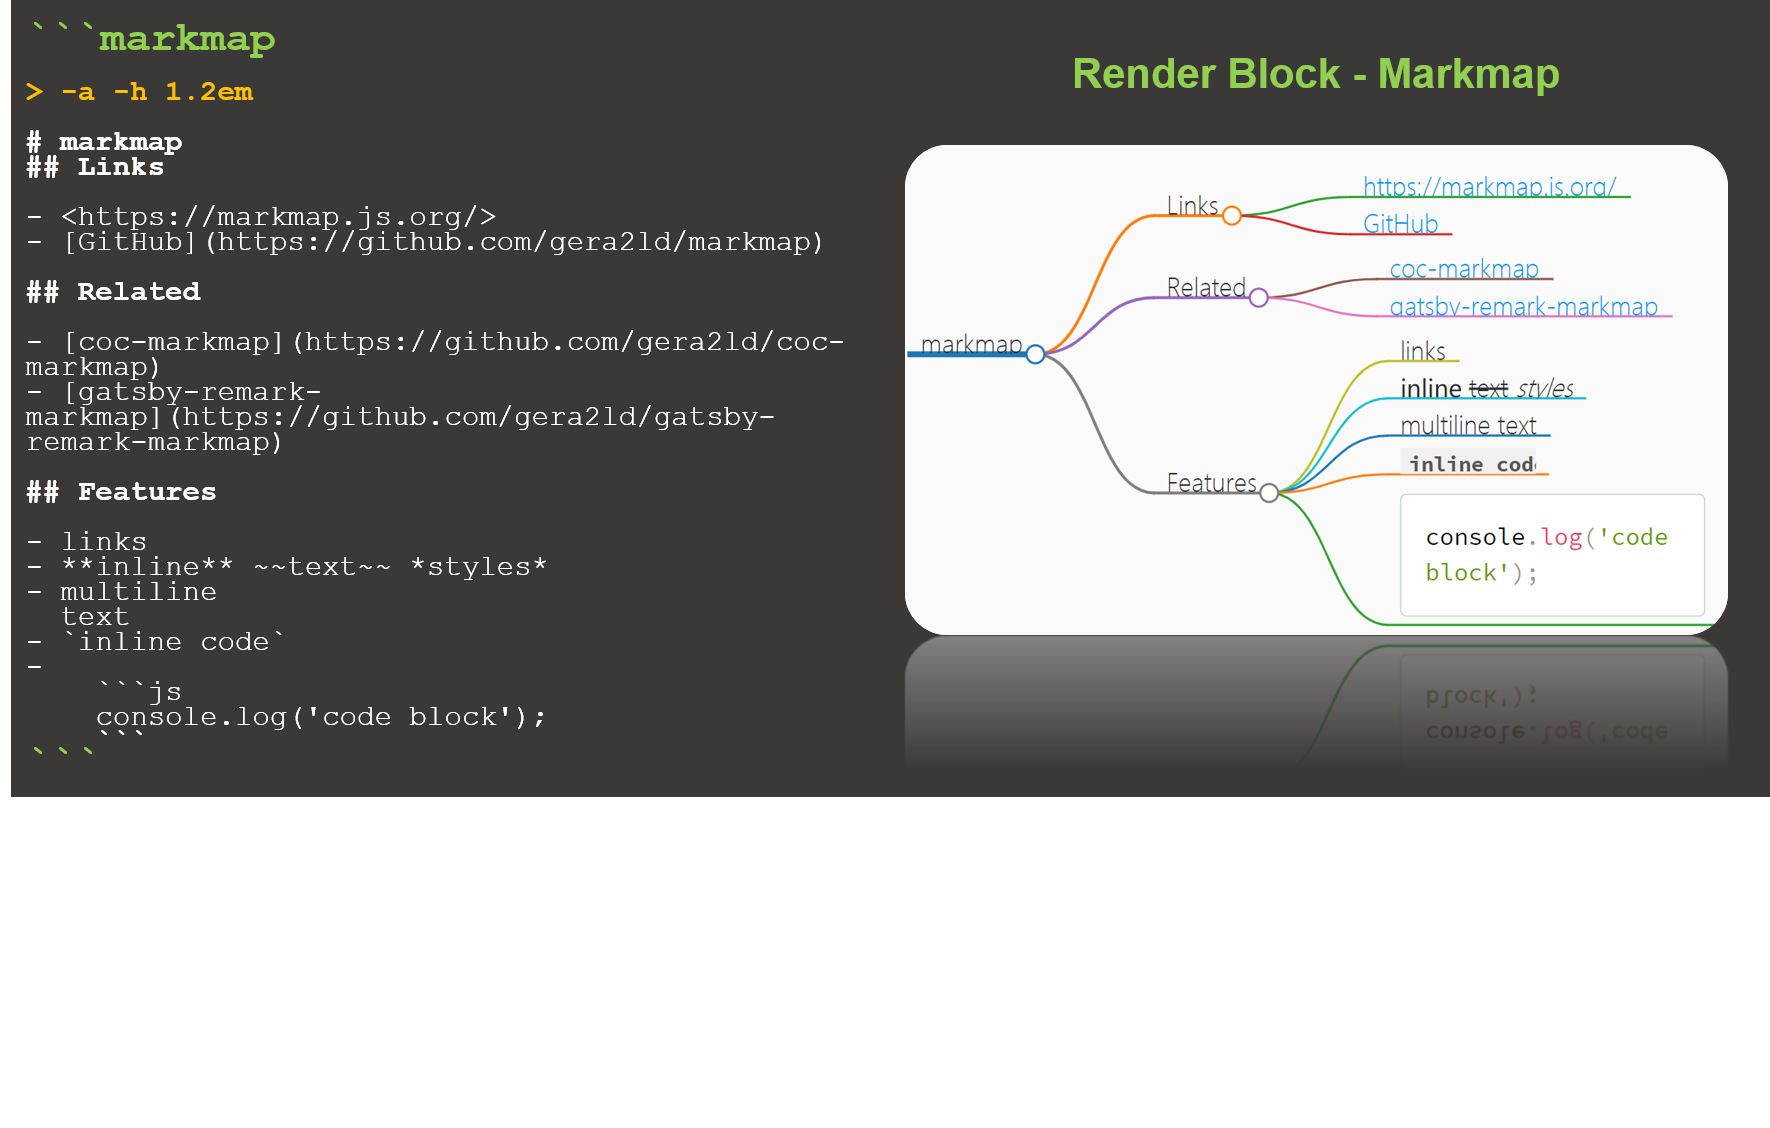 ```markmap
> -a -h 1.2em
# markmap
## Links
- <https://markmap.js.org/>
- [GitHub](https://github.com/gera2ld/markmap)
## Related
- [coc-markmap](https://github.com/gera2ld/coc-
markmap)
- [gatsby-remark-
markmap](https://github.com/gera2ld/gatsby-
remark-markmap)
## Features
- links
- **inline** ~~text~~ *styles*
- multiline
  text
- `inline code`
-
    ```js
    console.log('code block');
    ```
```
Render Block - Markmap
markmap
Links
https://markmap.js.org/
GitHub
Related
coc-markmap
gatsby-remark-markmap
Features
links
inline text styles
multiline text
inline cod
console.log('code
block');